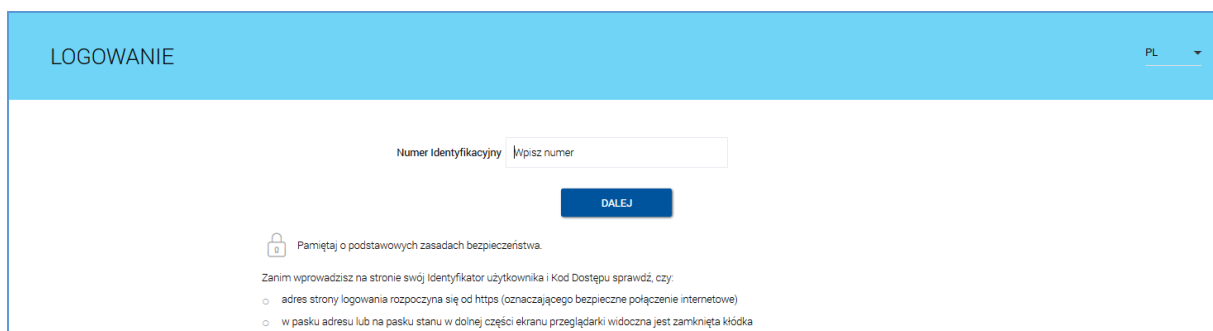 LOGOWANIE
PL
Numer Identyfikacyjny Wpisz numer
DALEJ
Pamiętaj o podstawowych zasadach bezpieczeństwa.
Zanim wprowadzisz na stronie swój Identyfikator użytkownika i Kod Dostępu sprawdź, czy:
adres strony logowania rozpoczyna się od https (oznaczającego bezpieczne połączenie internetowe)
w pasku adresu lub na pasku stanu w dolnej części ekranu przeglądarki widoczna jest zamknięta kłódka